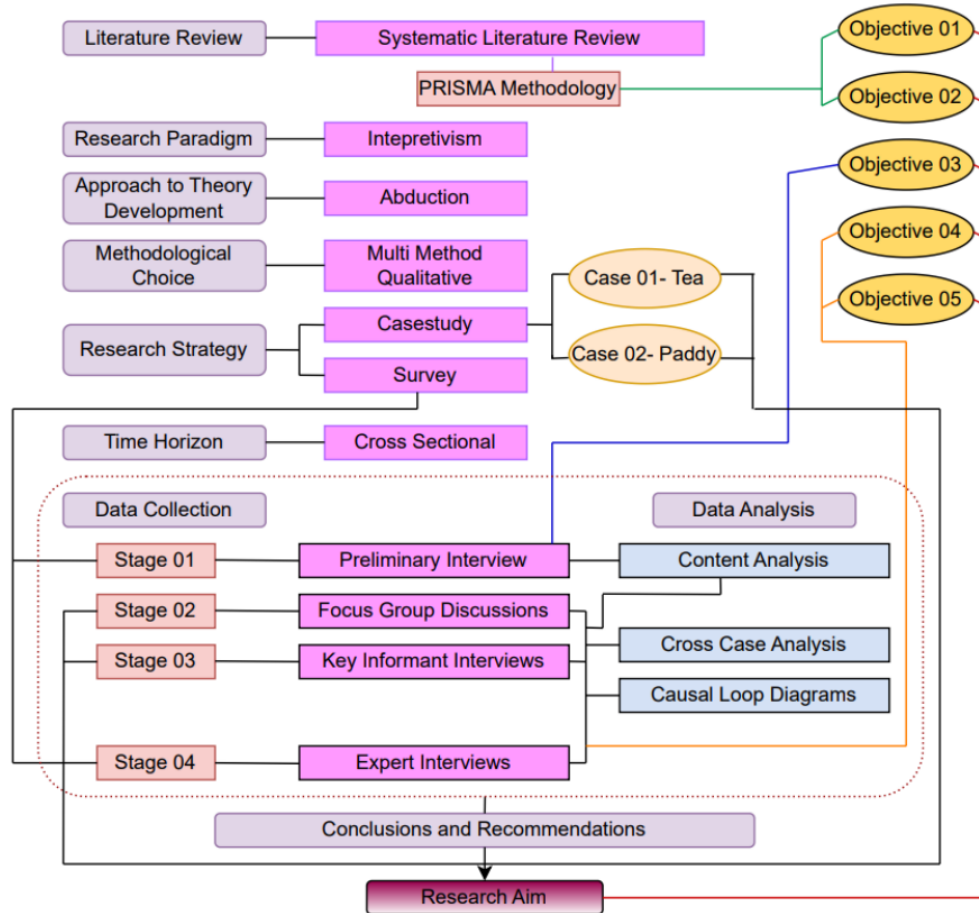 Literature Review
Systematic Literature Review
PRISMA Methodology
Objective 01
Objective 02
Research Paradigm
Intepretivism
Objective 03
Approach to Theory
Development
Abduction
Objective 04
Methodological
Choice
Multi Method
Qualitative
Case 01- Tea
Objective 05
Research Strategy
Casestudy
Survey
Case 02- Paddy
Time Horizon
Cross Sectional
Data Collection
Data Analysis
Stage 01
Preliminary Interview
Content Analysis
Stage 02
Focus Group Discussions
Stage 03
Key Informant Interviews
Cross Case Analysis
Causal Loop Diagrams
Stage 04
Expert Interviews
Conclusions and Recommendations
Research Aim